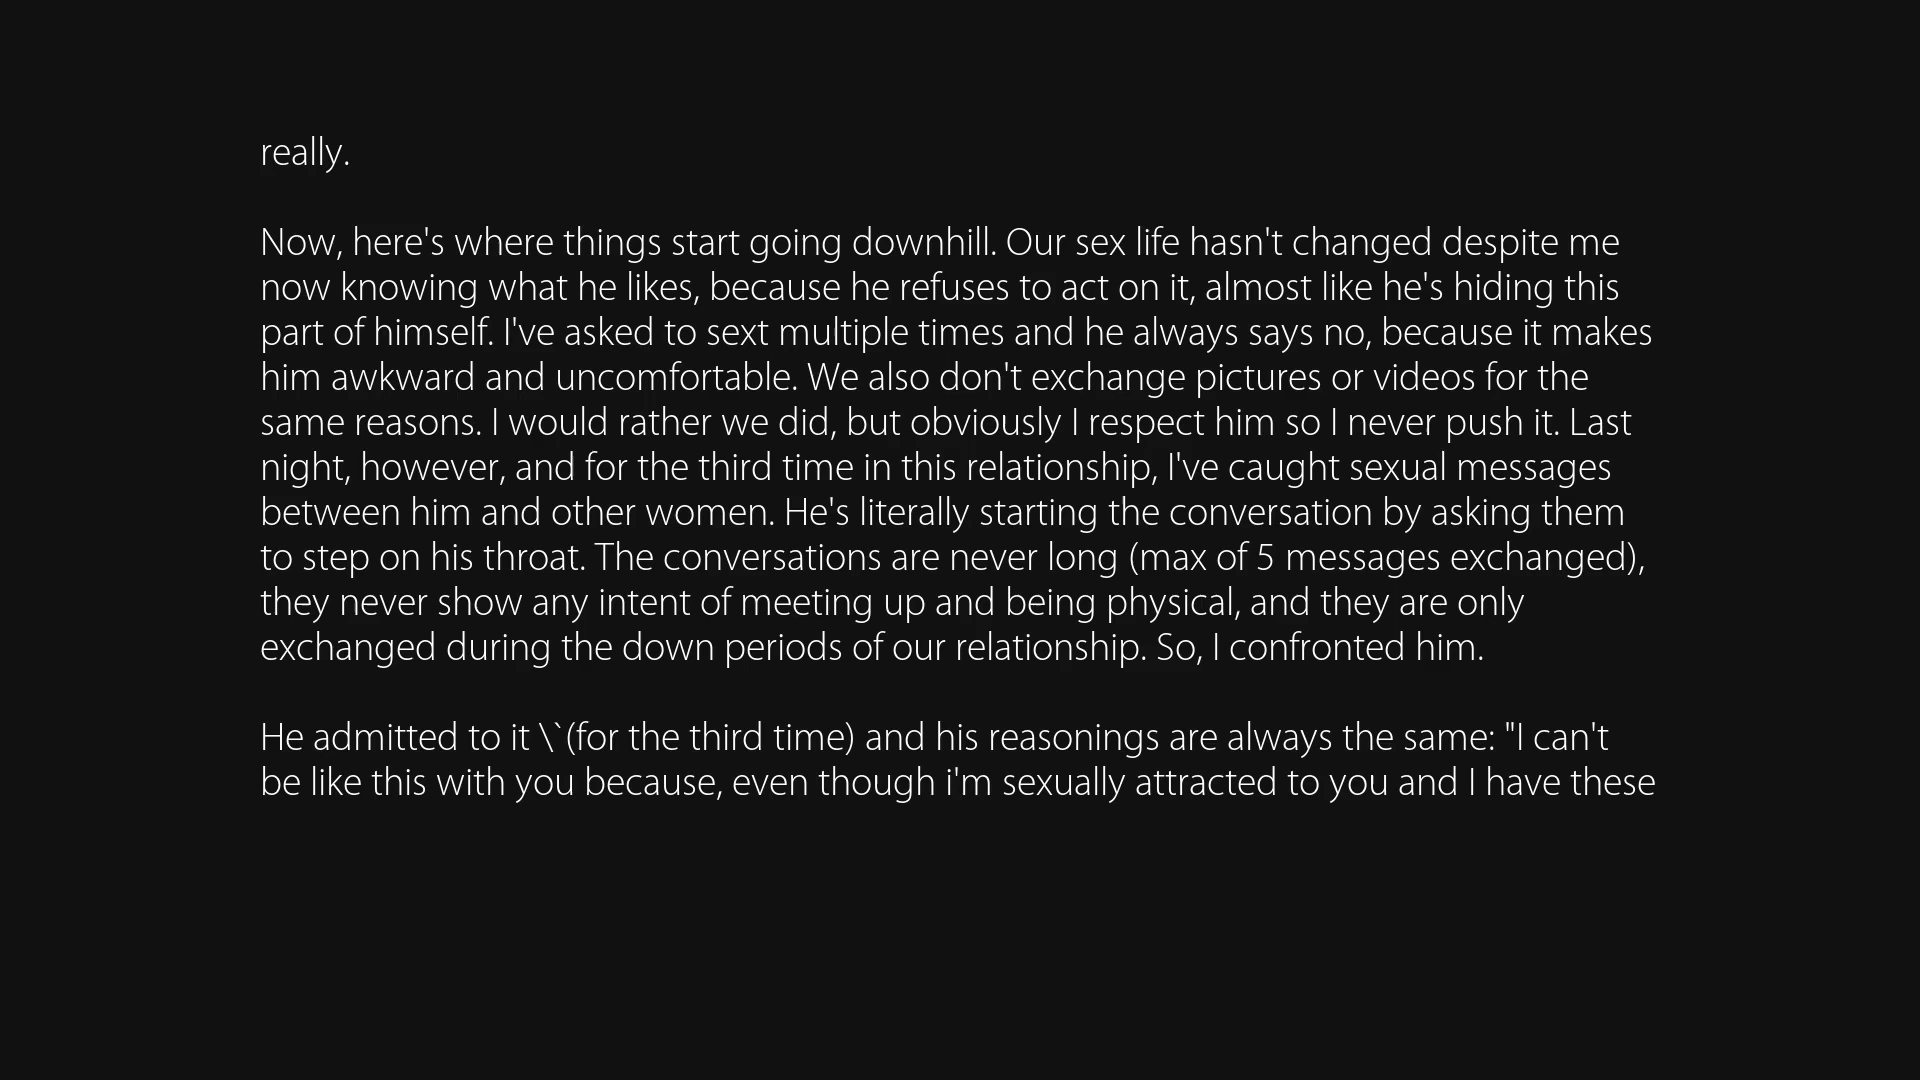 really.
Now, here's where things start going downhill. Our sex life hasn't changed despite me
now knowing what he likes, because he refuses to act on it, almost like he's hiding this
part of himself. I've asked to sext multiple times and he always says no, because it makes
him awkward and uncomfortable. We also don't exchange pictures or videos for the
same reasons. I would rather we did, but obviously I respect him so I never push it. Last
night, however, and for the third time in this relationship, I've caught sexual messages
between him and other women. He's literally starting the conversation by asking them
to step on his throat. The conversations are never long (max of 5 messages exchanged),
they never show any intent of meeting up and being physical, and they are only
exchanged during the down periods of our relationship. So, I confronted him.
He admitted to it \`(for the third time) and his reasonings are always the same: "I can't
be like this with you because, even though i'm sexually attracted to you and I have these